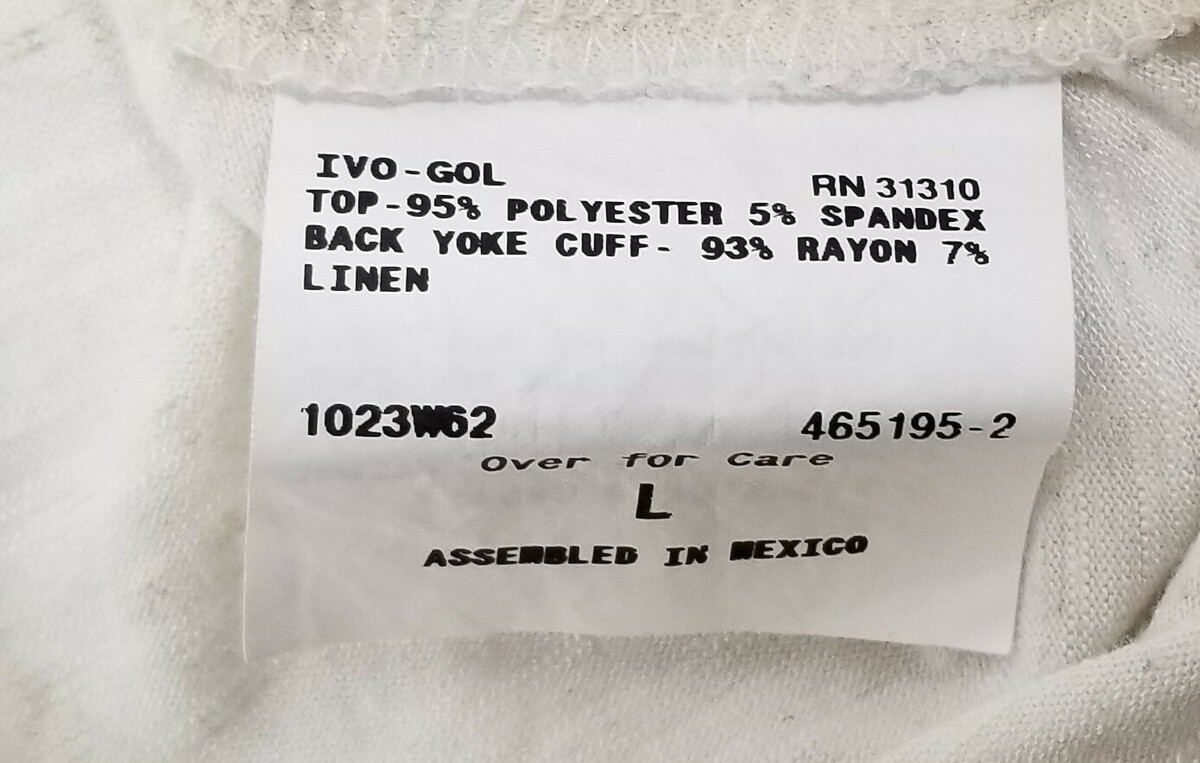 IVO-GOL
RN 31310
TOP-95% POLYESTER 5% SPANDEX
BACK YOKE CUFF- 93% RAYON 7%
LINEN
1023W62
465195-2
Over for Care
L
ASSEMBLED IN MEXICO